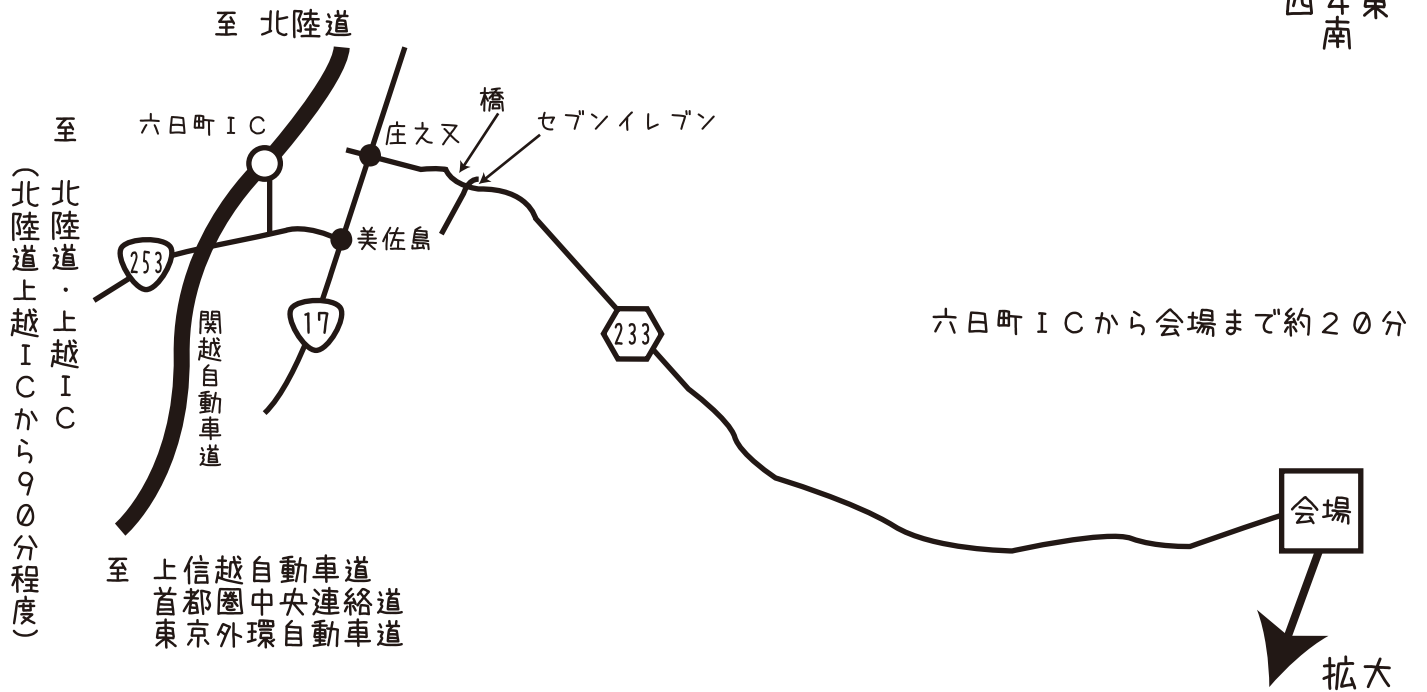 至 北陸道
東
西
南
橋
セブンイレブン
六日町IC
庄之又
至 北陸道・上越IC
(北陸道上越ICから90分程度)
美佐島
253
17
関越自動車道
233
六日町ICから会場まで約20分
会場
至 上信越自動車道
首都圏中央連絡道
東京外環自動車道
拡大